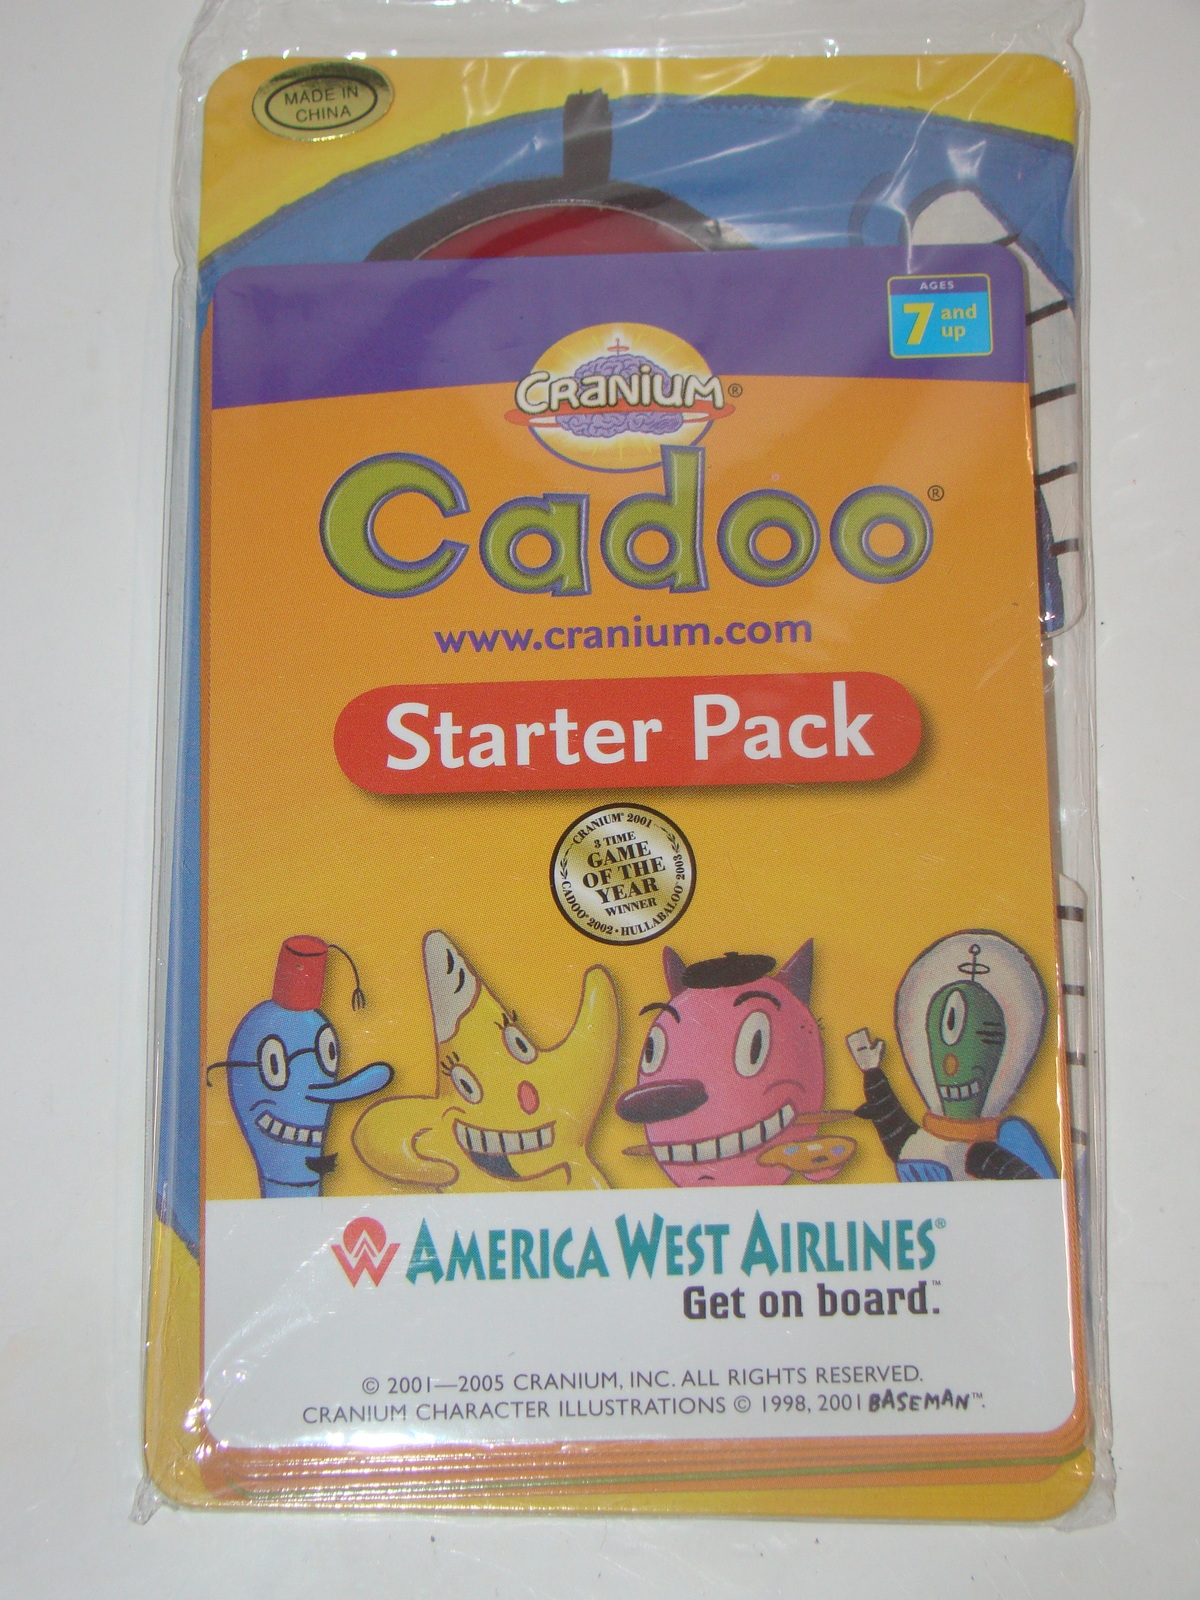 MADE IN
CHINA
AGES
7 and
up
CRANIUM®
Cadoo®
www.cranium.com
Starter Pack
CRANIUM® 2001
3 TIME
GAME
OF THE
YEAR
WINNER
CADOO® 2002 • HULLABALOO® 2003
AMERICA WEST AIRLINES®
Get on board.™
© 2001—2005 CRANIUM, INC. ALL RIGHTS RESERVED.
CRANIUM CHARACTER ILLUSTRATIONS © 1998, 2001 BASEMAN™.